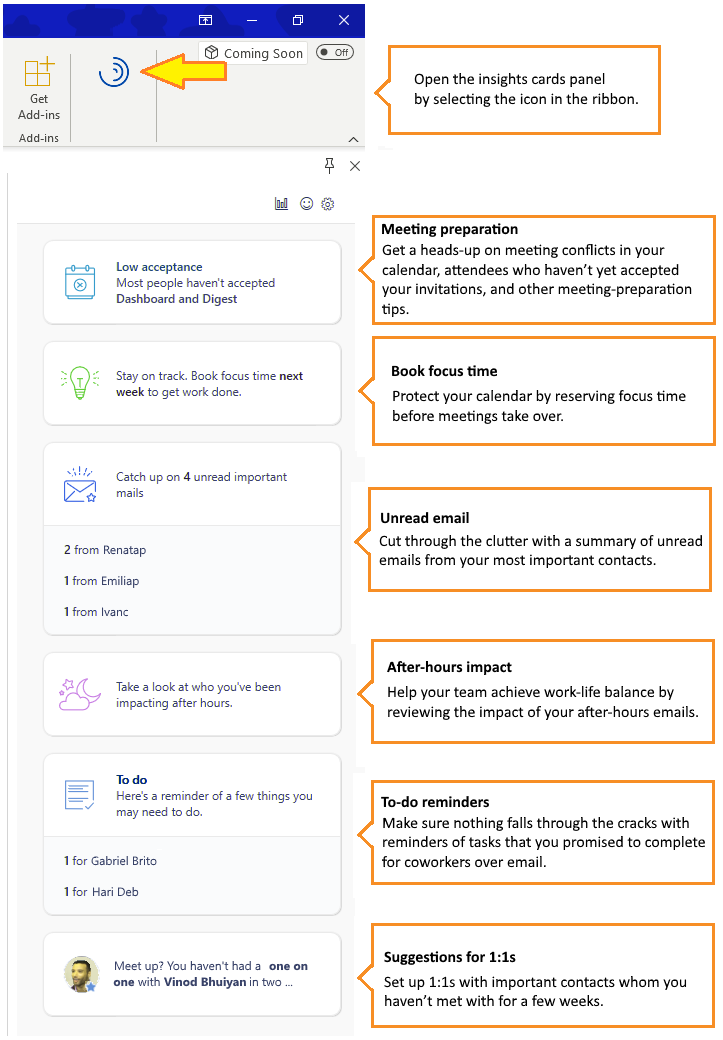 Coming Soon
Off
Get
Add-ins
Add-ins
Open the insights cards panel
by selecting the icon in the ribbon.
Low acceptance
Most people haven't accepted
Dashboard and Digest
Meeting preparation
Get a heads-up on meeting conflicts in your
calendar, attendees who haven’t yet accepted
your invitations, and other meeting-preparation
tips.
Stay on track. Book focus time next
week to get work done.
Book focus time
Protect your calendar by reserving focus time
before meetings take over.
Catch up on 4 unread important
mails
2 from Renatap
1 from Emiliap
1 from Ivanc
Unread email
Cut through the clutter with a summary of unread
emails from your most important contacts.
Take a look at who you've been
impacting after hours.
After-hours impact
Help your team achieve work-life balance by
reviewing the impact of your after-hours emails.
To do
Here's a reminder of a few things you
may need to do.
1 for Gabriel Brito
1 for Hari Deb
To-do reminders
Make sure nothing falls through the cracks with
reminders of tasks that you promised to complete
for coworkers over email.
Meet up? You haven't had a one on
one with Vinod Bhuiyan in two ...
Suggestions for 1:1s
Set up 1:1s with important contacts whom you
haven’t met with for a few weeks.